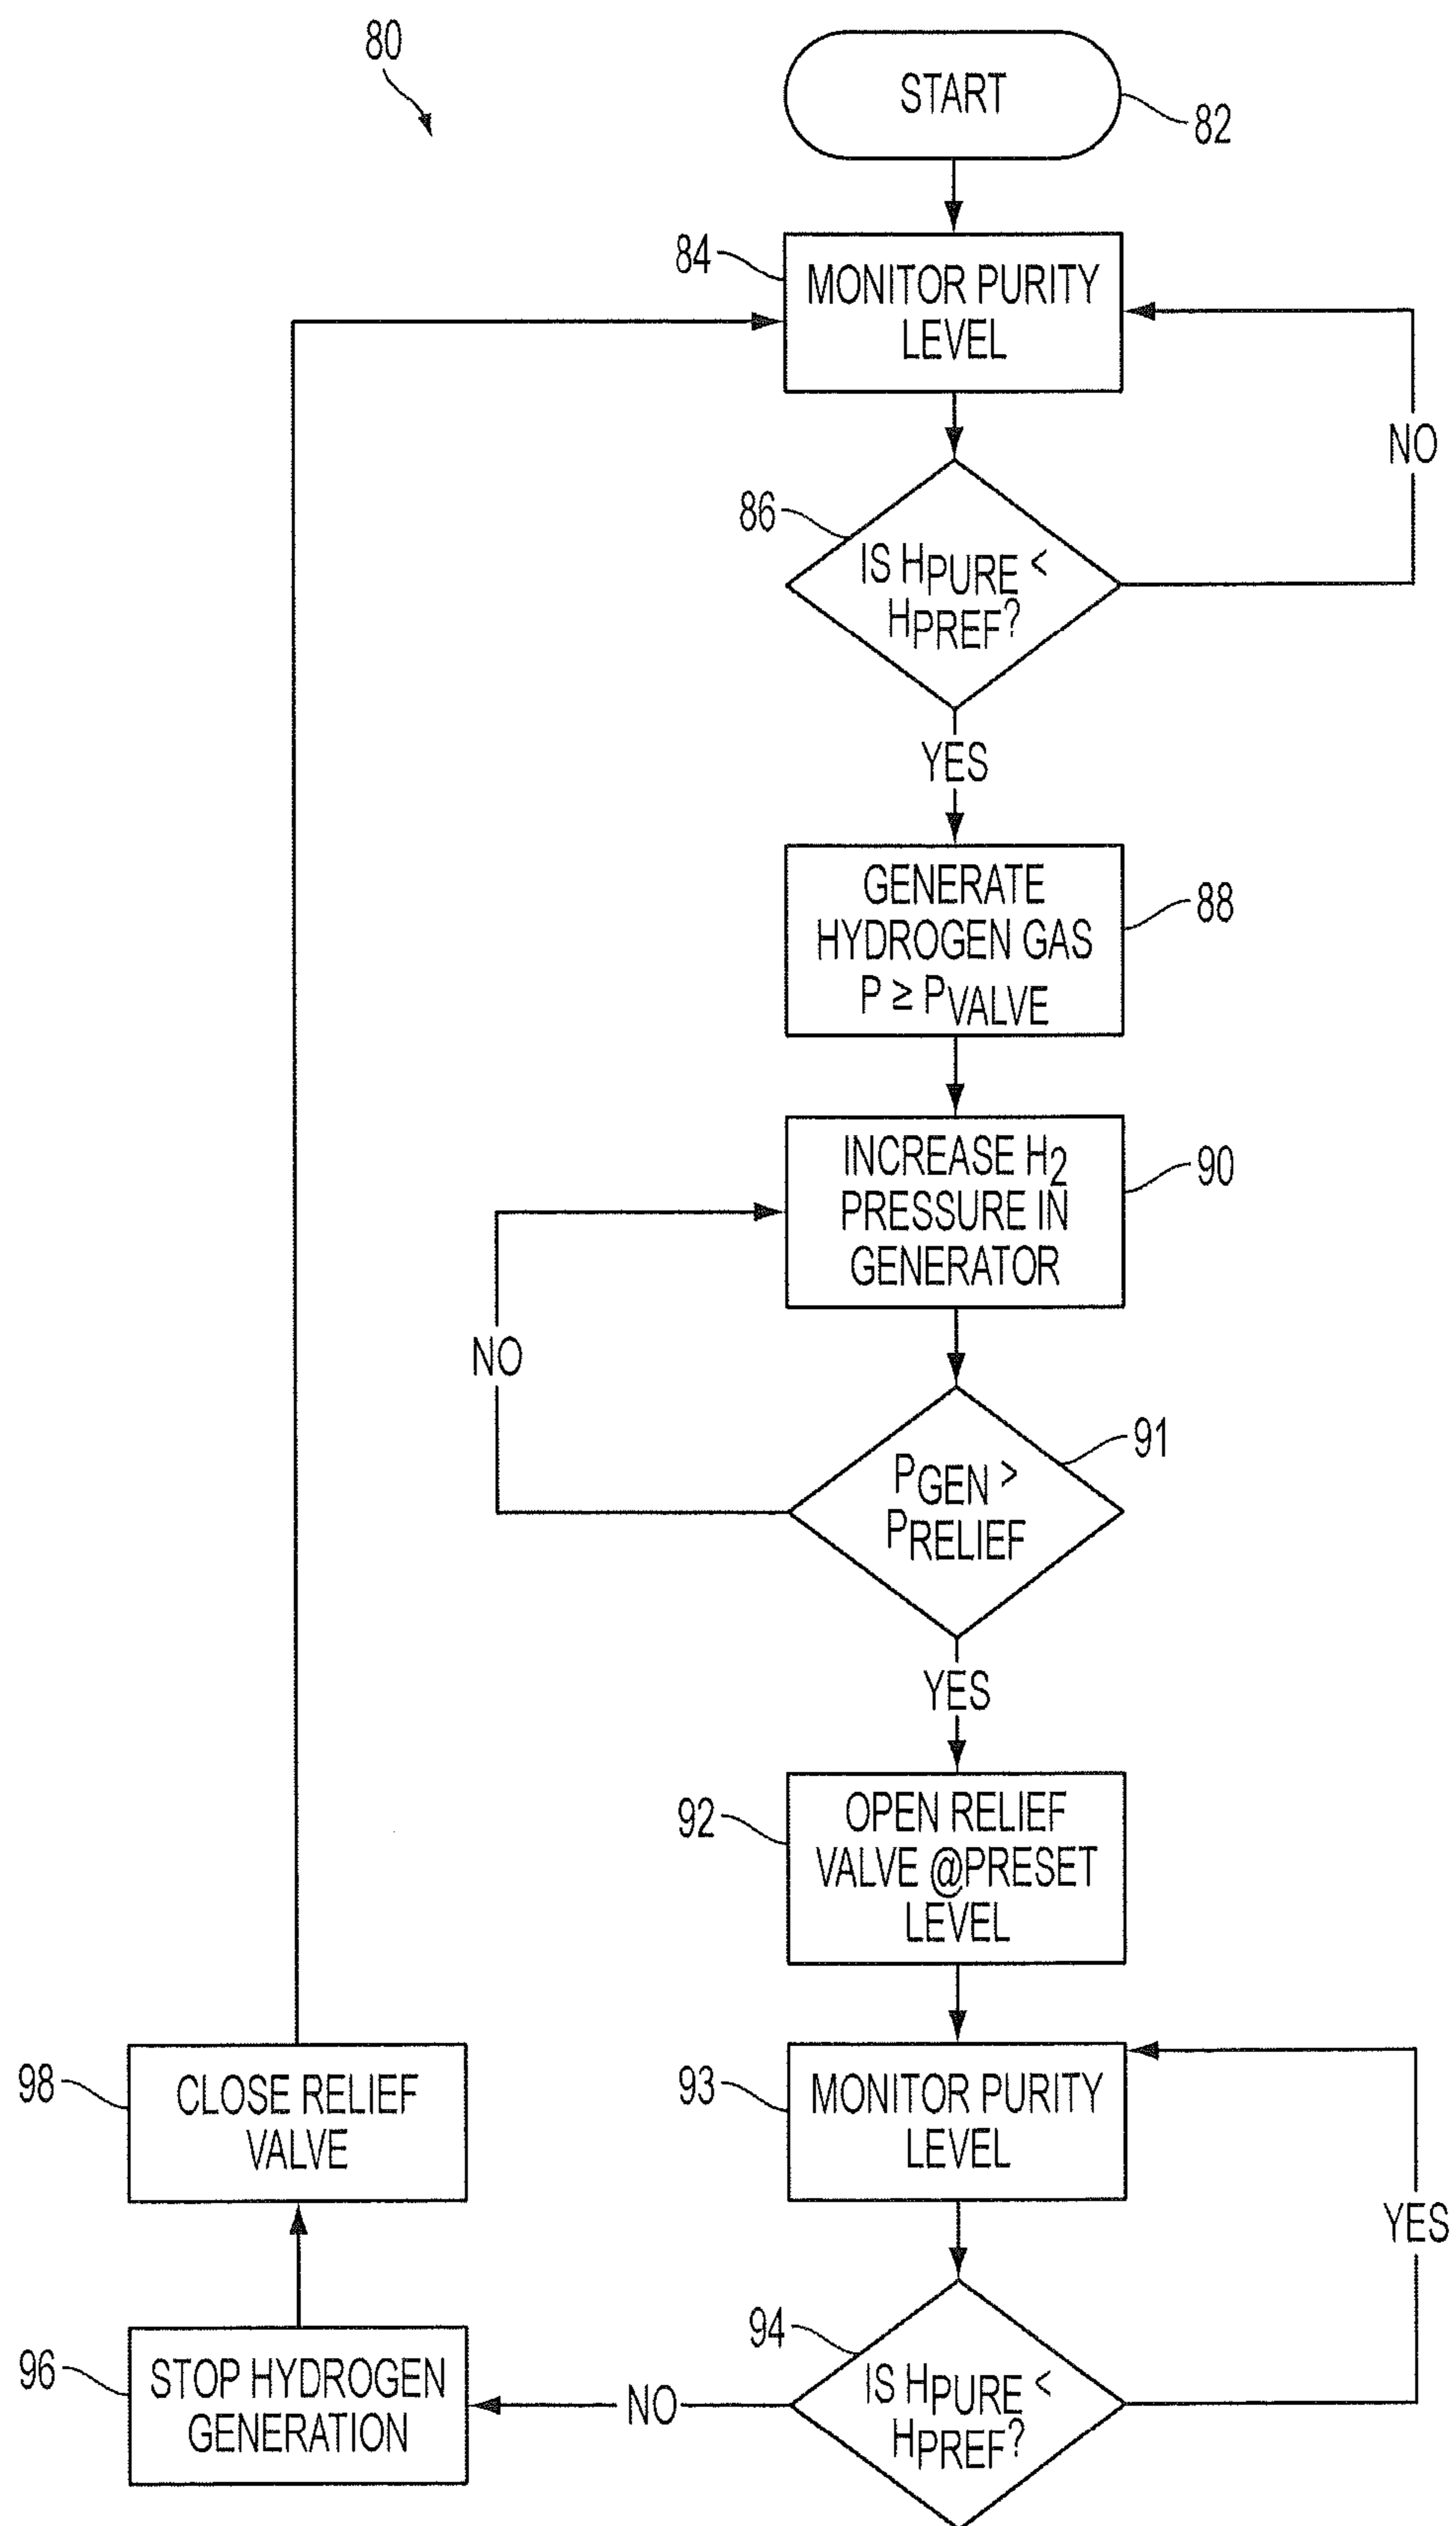 80
START
82
84
MONITOR PURITY
LEVEL
NO
86
IS HPURE <
HPREF?
YES
GENERATE
HYDROGEN GAS
P ≥ PVALVE
88
INCREASE H2
PRESSURE IN
GENERATOR
90
NO
91
PGEN >
PRELIEF
YES
92
OPEN RELIEF
VALVE @PRESET
LEVEL
93
MONITOR PURITY
LEVEL
YES
94
IS HPURE <
HPREF?
NO
96
STOP HYDROGEN
GENERATION
98
CLOSE RELIEF
VALVE